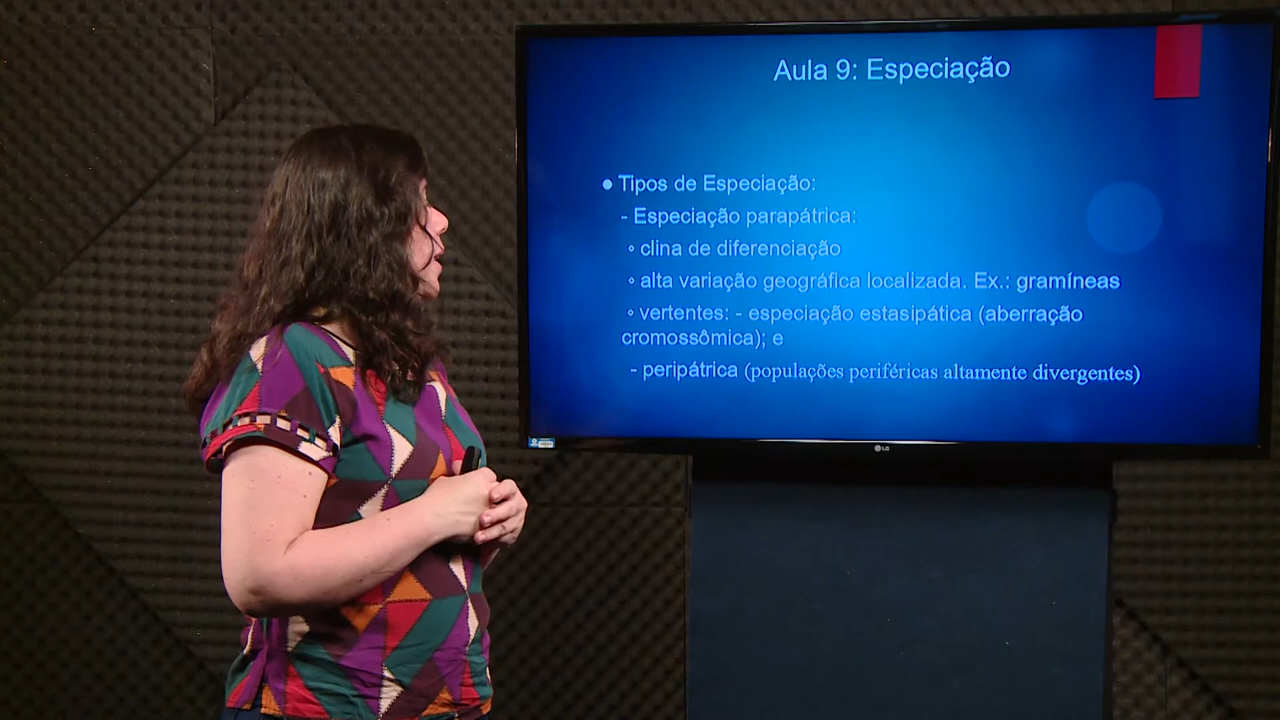 Aula 9: Especiação
● Tipos de Especiação:
- Especiação parapátrica:
◦ clina de diferenciação
◦ alta variação geográfica localizada. Ex.: gramíneas
◦ vertentes: - especiação estasipática (aberração
cromossômica); e
- peripátrica (populações periféricas altamente divergentes)
LG